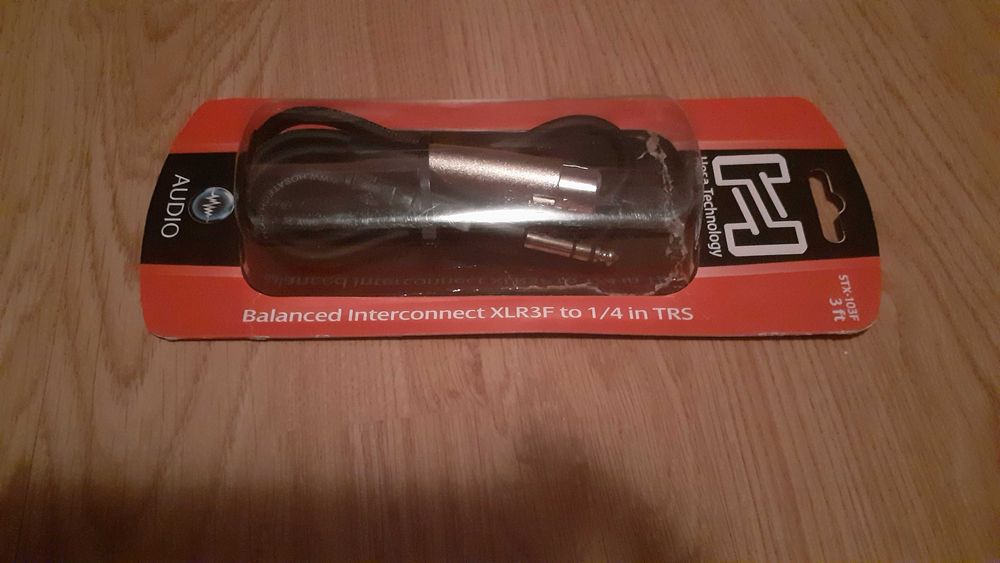 Hosa Technology
STX-103F
3 ft
AUDIO
Balanced Interconnect XLR3F to 1/4 in TRS